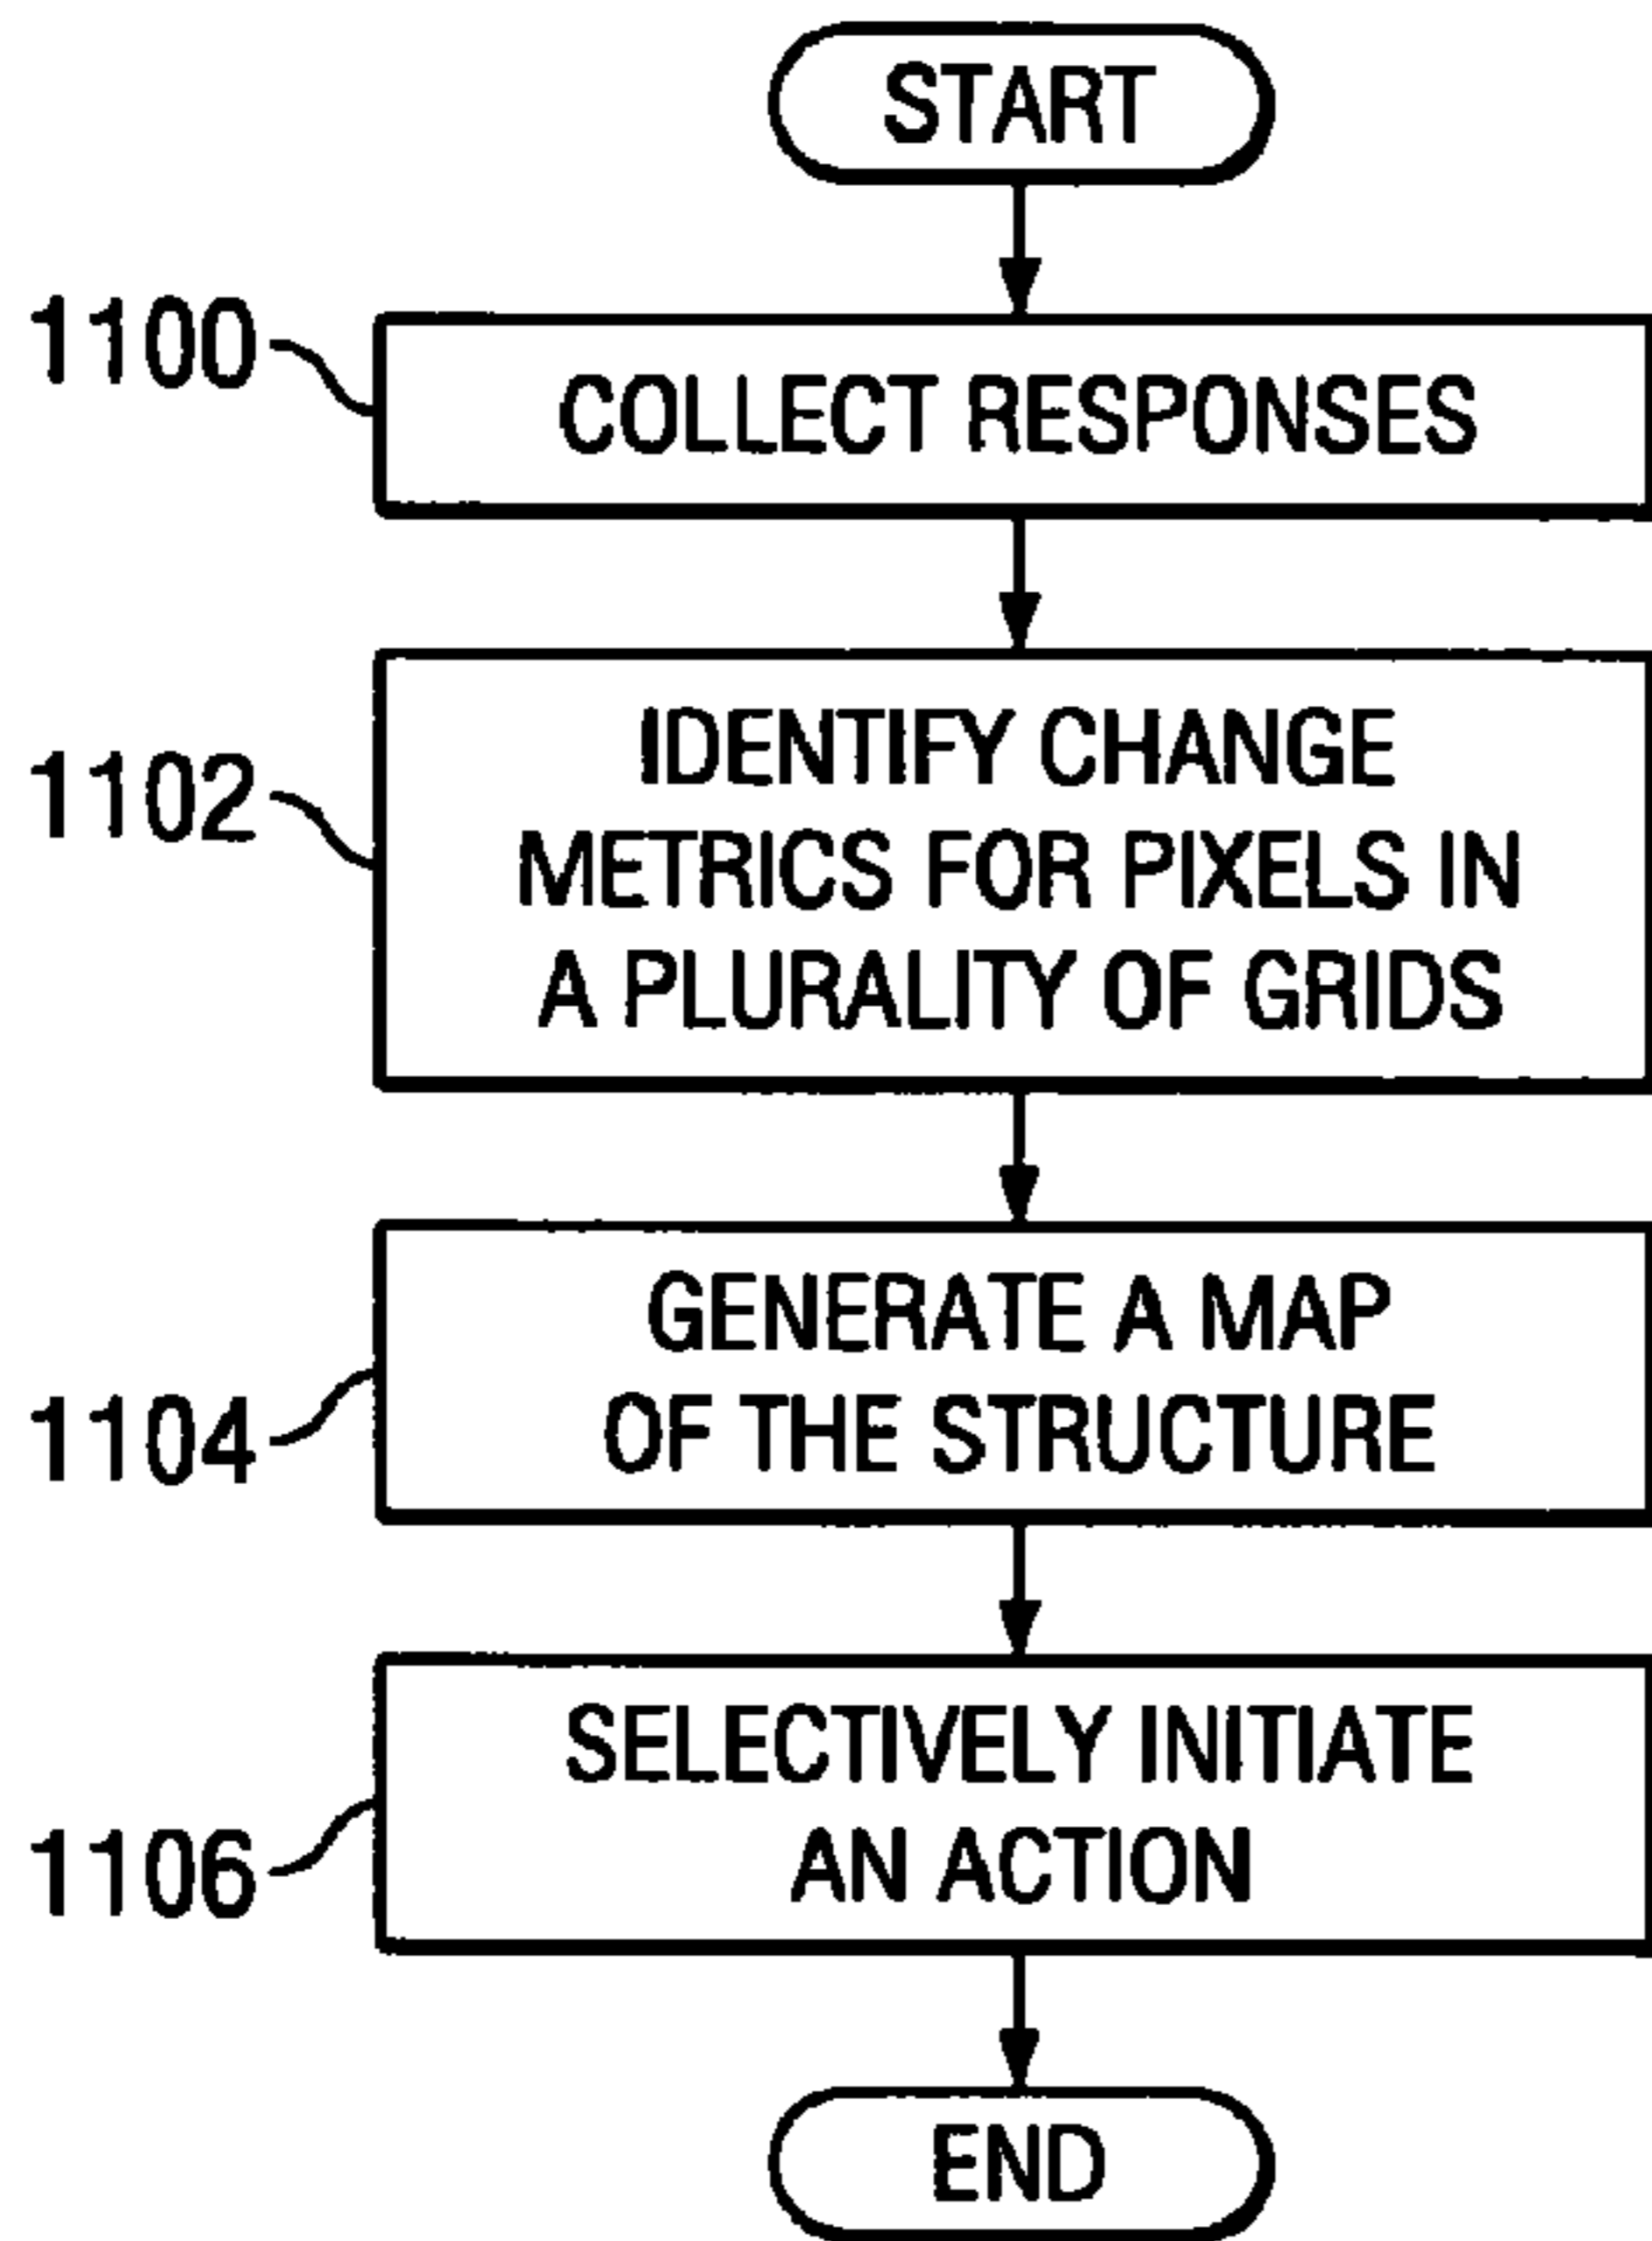 START
1100
COLLECT RESPONSES
1102
IDENTIFY CHANGE
METRICS FOR PIXELS IN
A PLURALITY OF GRIDS
1104
GENERATE A MAP
OF THE STRUCTURE
1106
SELECTIVELY INITIATE
AN ACTION
END